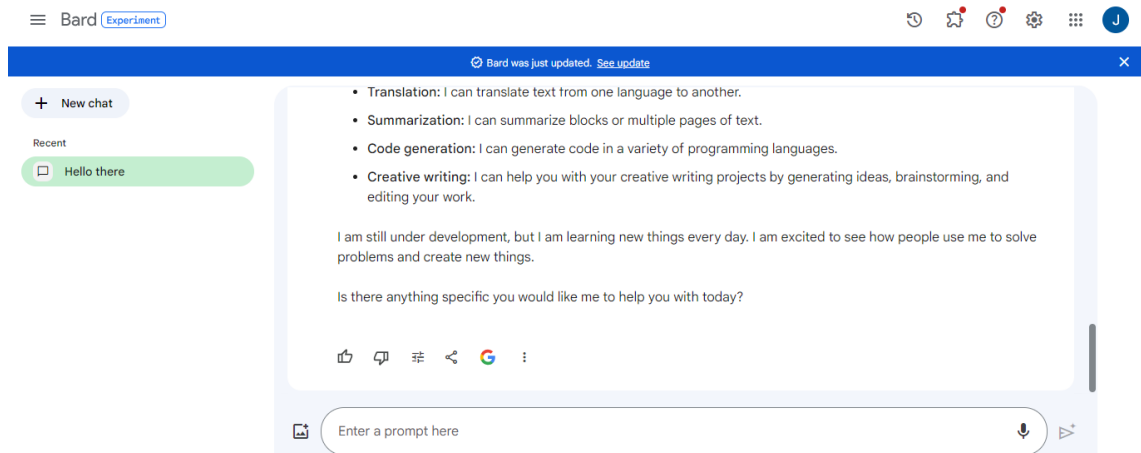 Bard Experiment
J
Bard was just updated. See update
New chat
Recent
Hello there
• Translation: I can translate text from one language to another.
• Summarization: I can summarize blocks or multiple pages of text.
• Code generation: I can generate code in a variety of programming languages.
• Creative writing: I can help you with your creative writing projects by generating ideas, brainstorming, and
editing your work.
I am still under development, but I am learning new things every day. I am excited to see how people use me to solve
problems and create new things.
Is there anything specific you would like me to help you with today?
Enter a prompt here